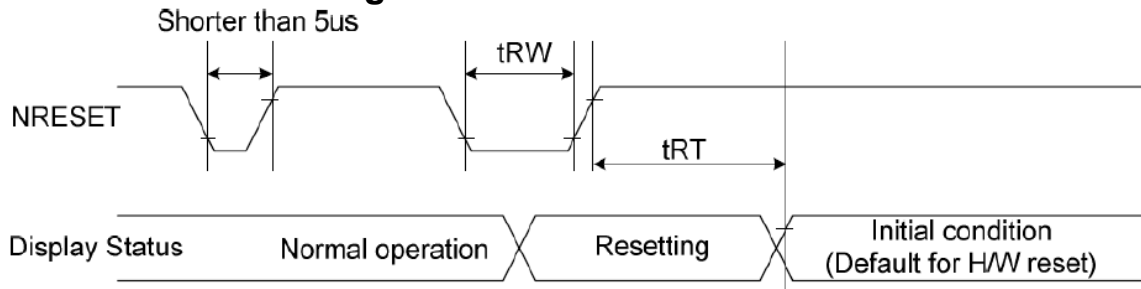 Shorter than 5us
tRW
NRESET
tRT
Display Status
Normal operation
Resetting
Initial condition
(Default for H/W reset)